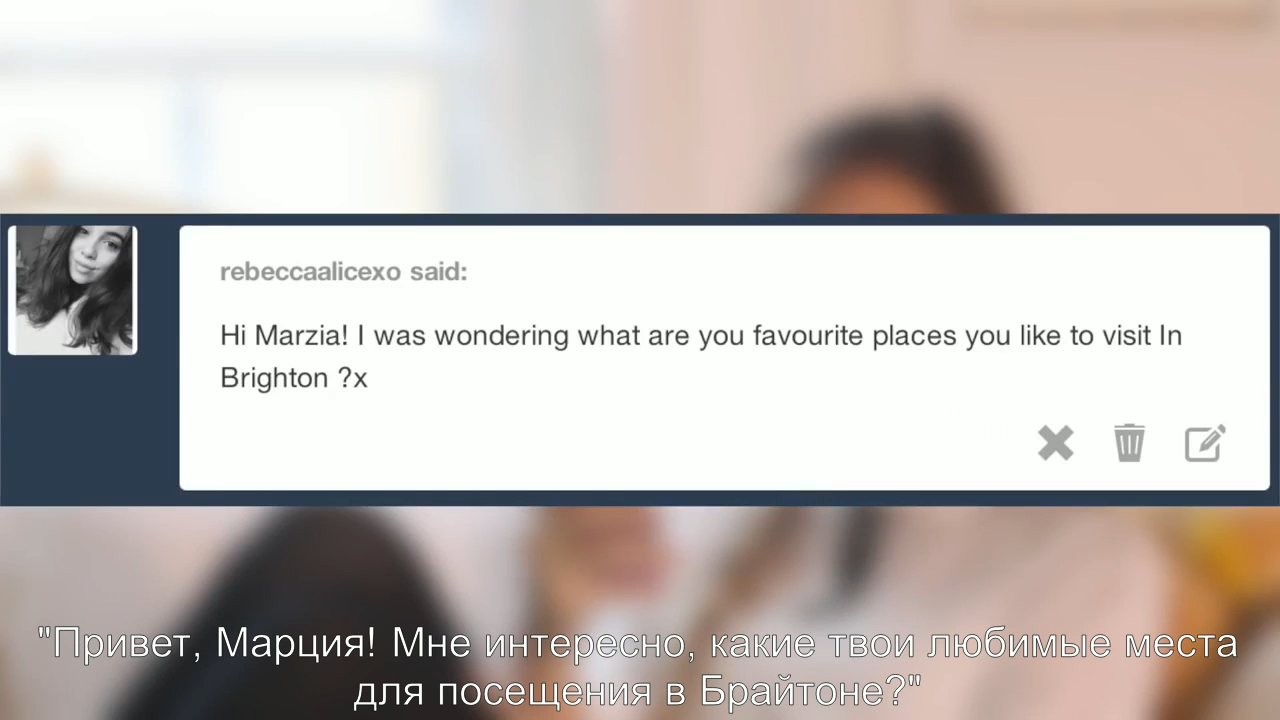 rebeccaalicexo said:
Hi Marzia! I was wondering what are you favourite places you like to visit In
Brighton ?x
"Привет, Марция! Мне интересно, какие твои любимые места
для посещения в Брайтоне?"